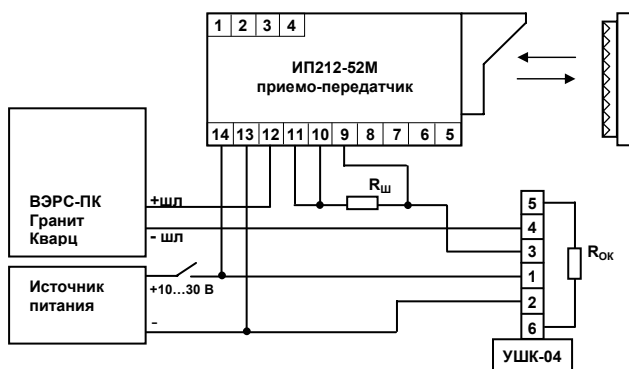 1 2 3 4
ИП212-52М
приемо-передатчик
14 13 12 11 10 9 8 7 6 5
ВЭРС-ПК
Гранит
Кварц
+шл
- шл
RШ
Источник
питания
+10...30 В
-
5
4
3
1
2
6
RОК
УШК-04